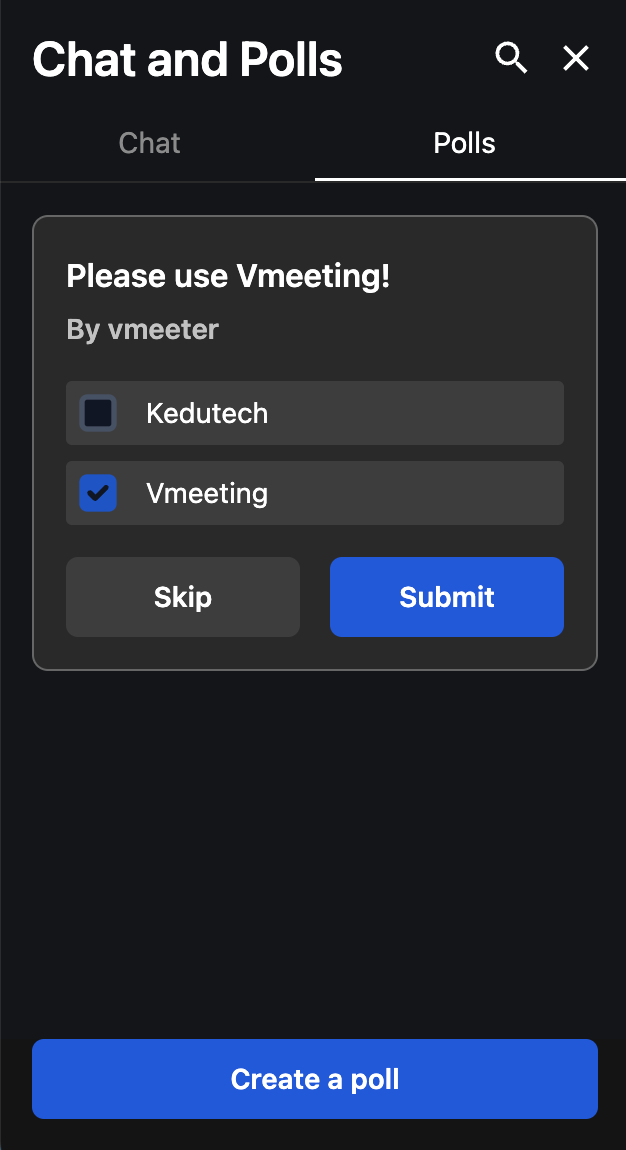 Chat and Polls
Chat
Polls
Please use Vmeeting!
By vmeeter
Kedutech
Vmeeting
Skip
Submit
Create a poll